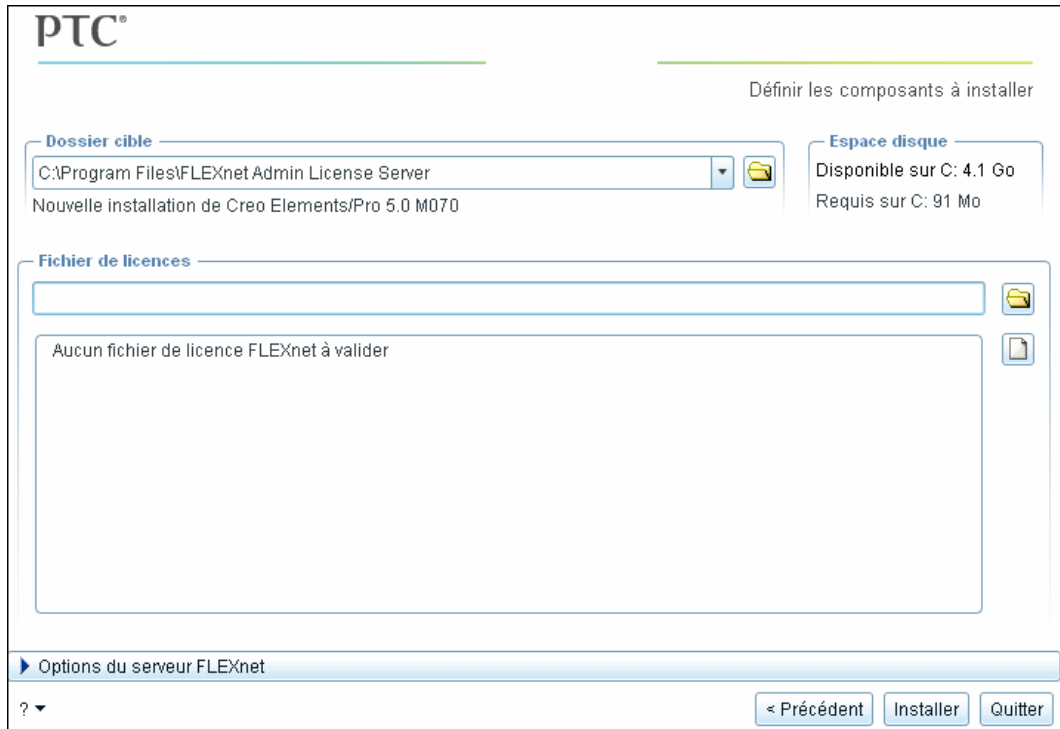 PTC®
Définir les composants à installer
Dossier cible
C:\Program Files\FLEXnet Admin License Server
Nouvelle installation de Creo Elements/Pro 5.0 M070
Espace disque
Disponible sur C: 4.1 Go
Requis sur C: 91 Mo
Fichier de licences
Aucun fichier de licence FLEXnet à valider
Options du serveur FLEXnet
?
< Précédent
Installer
Quitter